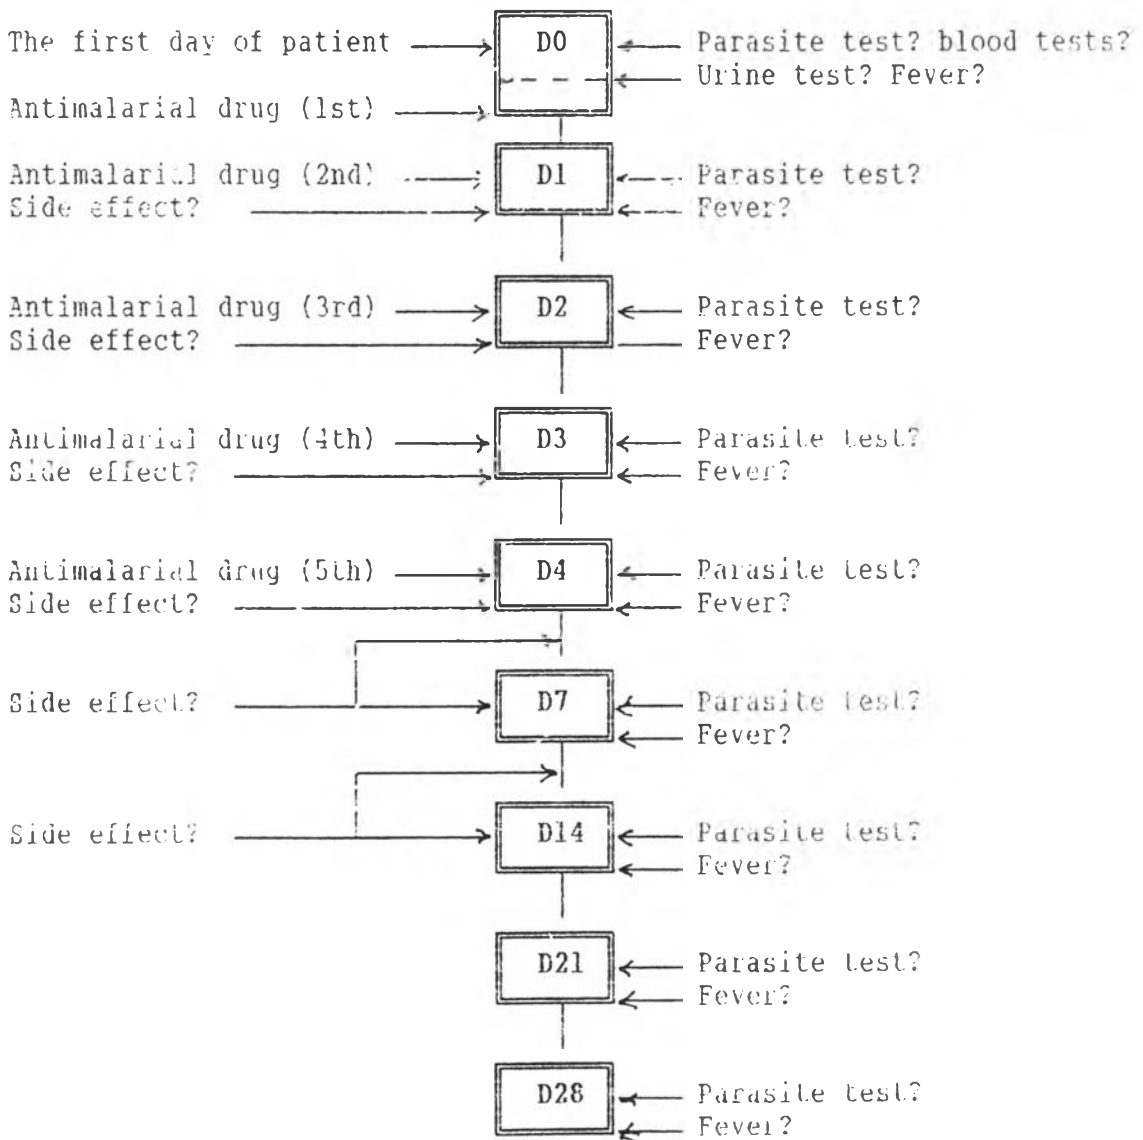 The first day of patient D0 Parasite test? blood tests?
Urine test? Fever?
Antimalarial drug (1st)
Antimalarial drug (2nd) D1 Parasite test?
Side effect? Fever?
Antimalarial drug (3rd) D2 Parasite test?
Side effect? Fever?
Antimalarial drug (4th) D3 Parasite test?
Side effect? Fever?
Antimalarial drug (5th) D4 Parasite test?
Side effect? Fever?
Side effect? D7 Parasite test?
Fever?
Side effect? D14 Parasite test?
Fever?
D21 Parasite test?
Fever?
D28 Parasite test?
Fever?